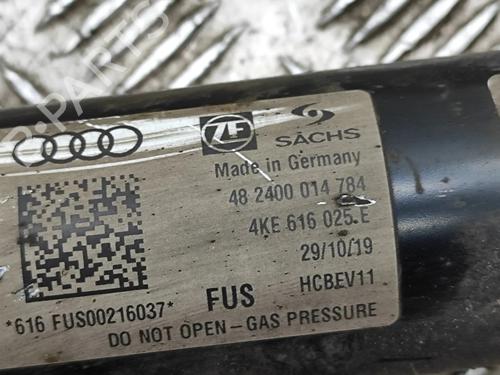 ZF SACHS
Made in Germany
48 2400 014 784
4KE 616 025 E
29/10/19
*616 FUS00216037* FUS HCBEV11
DO NOT OPEN - GAS PRESSURE